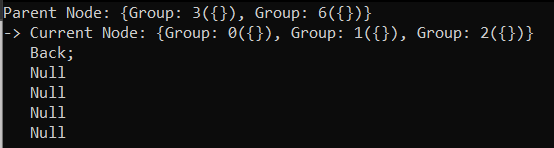 Parent Node: {Group: 3({}), Group: 6({})}
-> Current Node: {Group: 0({}), Group: 1({}), Group: 2({})}
Back;
Null
Null
Null
Null